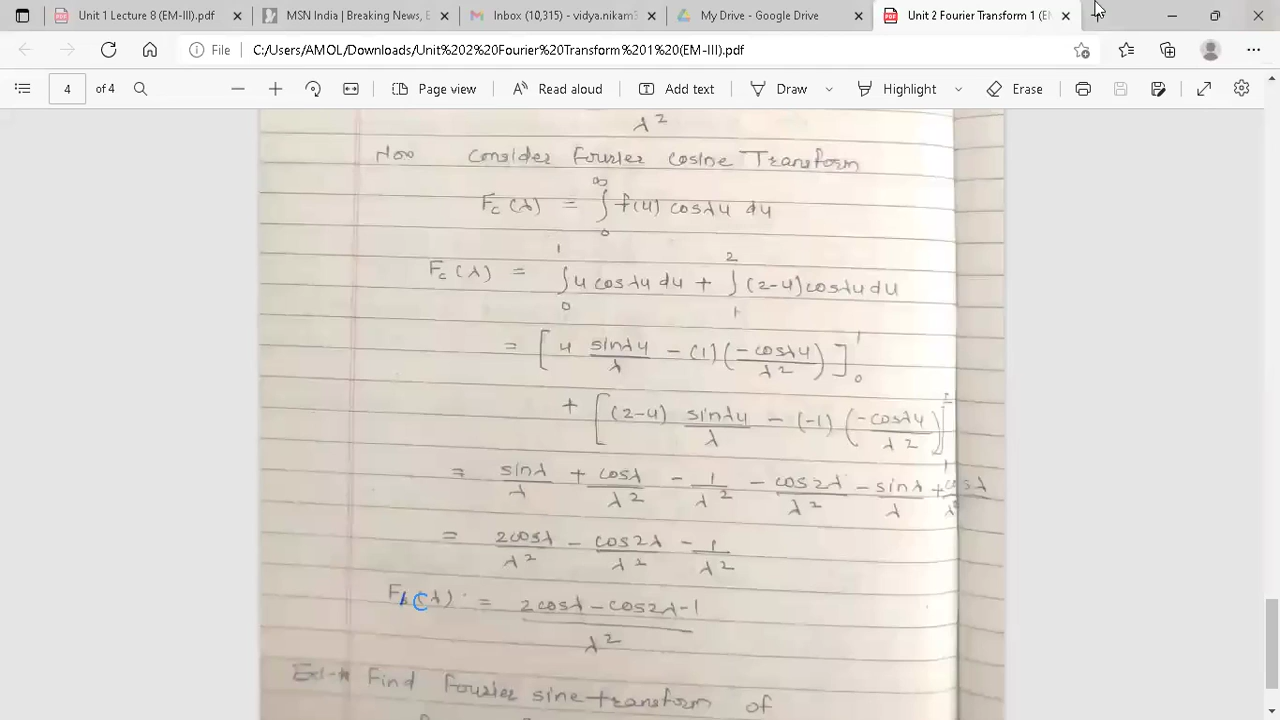 Unit 1 Lecture 8 (EM-III).pdf
MSN India | Breaking News, E
Inbox (10,315) - vidya.nikam3
My Drive - Google Drive
Unit 2 Fourier Transform 1 (EM
File C:/Users/AMOL/Downloads/Unit%202%20Fourier%20Transform%201%20(EM-III).pdf
4 of 4 Page view Read aloud Add text Draw Highlight Erase
λ²
Now consider Fourier cosine Transform
Fc(λ) = ∫₀^∞ f(u) cosλu du
Fc(λ) = ∫₀¹ u cosλu du + ∫₁² (2-u) cosλu du
= [u sinλu/λ - (1)(-cosλu/λ²)]₀¹
+ [(2-u) sinλu/λ - (-1)(-cosλu/λ²)]₁²
= sinλ/λ + cosλ/λ² - 1/λ² - cos2λ/λ² - sinλ/λ + cosλ/λ²
= 2cosλ/λ² - cos2λ/λ² - 1/λ²
Fc(λ) = 2cosλ-cos2λ-1/λ²
Find Fourier sine transform of